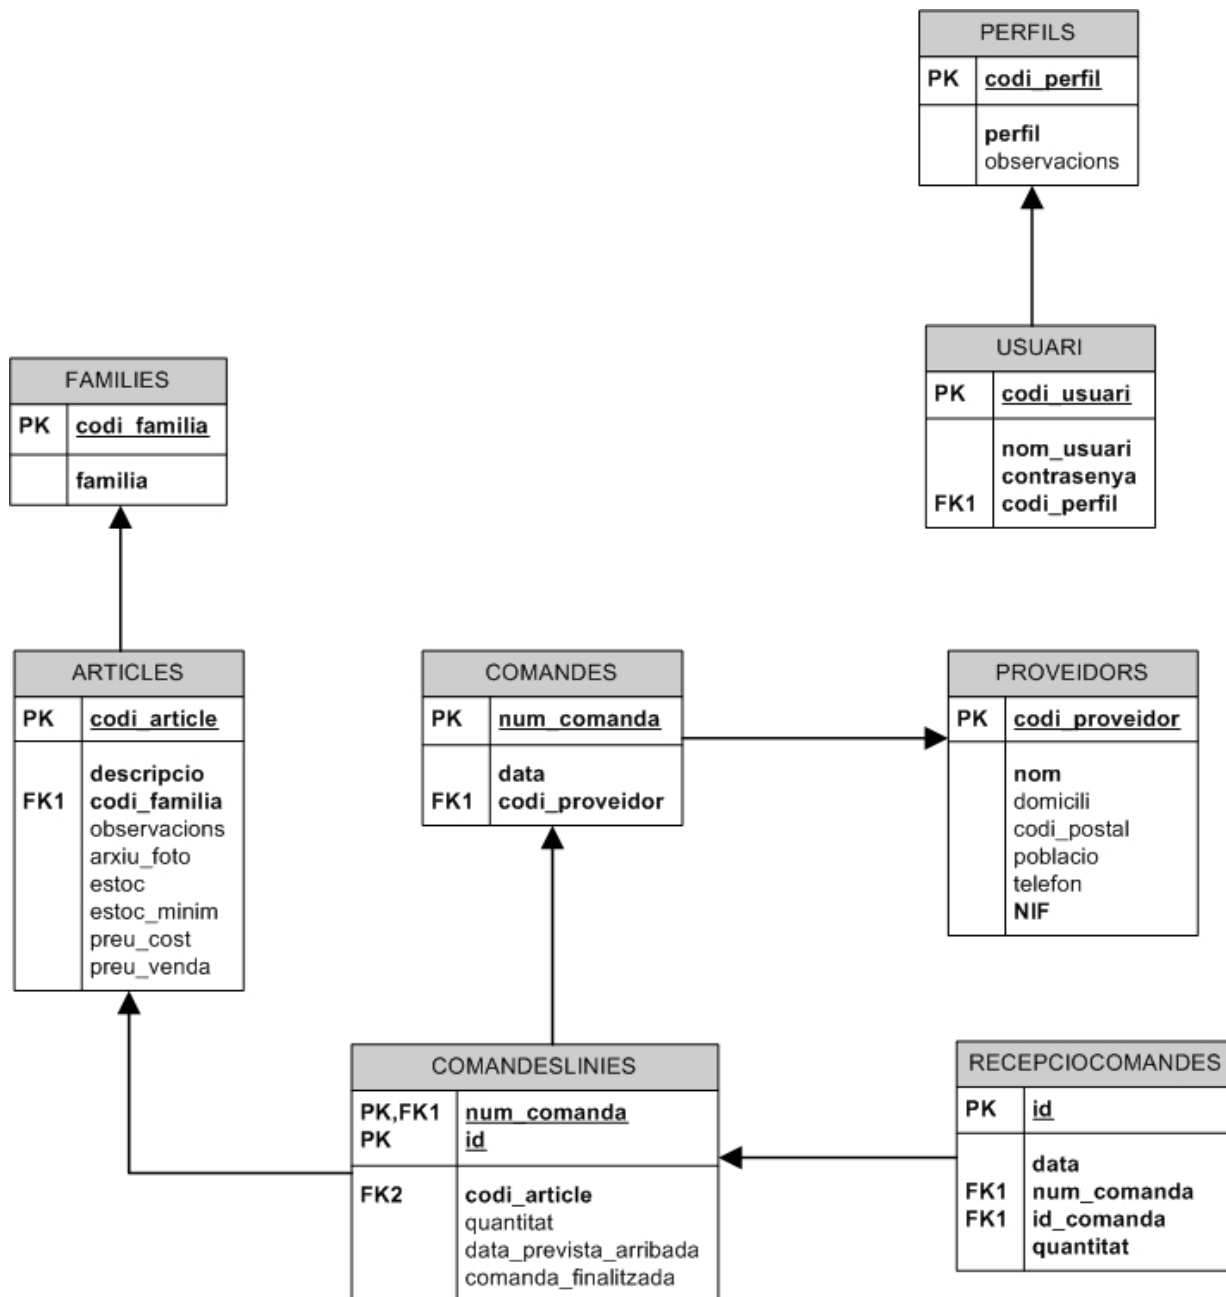 PERFILS
PK codi_perfil
perfil
observacions
USUARI
PK codi_usuari
nom_usuari
contrasenya
FK1 codi_perfil
FAMILIES
PK codi_familia
familia
ARTICLES
PK codi_article
descripcio
FK1 codi_familia
observacions
arxiu_foto
estoc
estoc_minim
preu_cost
preu_venda
COMANDES
PK num_comanda
data
FK1 codi_proveidor
PROVEIDORS
PK codi_proveidor
nom
domicili
codi_postal
poblacio
telefon
NIF
COMANDESLINIES
PK,FK1 num_comanda
PK id
FK2 codi_article
quantitat
data_prevista_arribada
comanda_finalitzada
RECEPCIOCOMANDES
PK id
data
FK1 num_comanda
FK1 id_comanda
quantitat